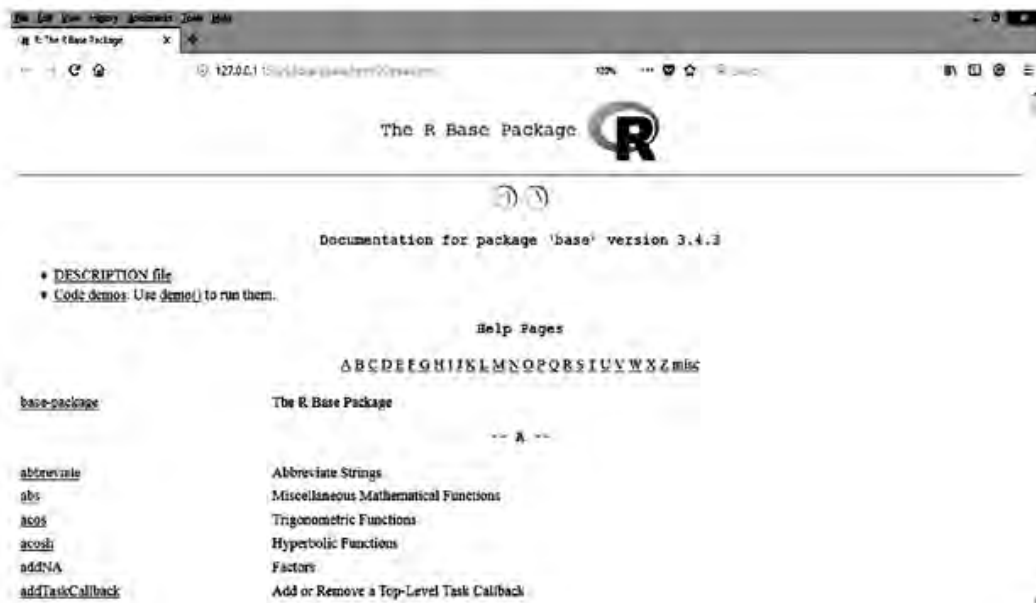 File Edit View History Bookmarks Tools Help
R: The R Base Package
127.0.0.1
The R Base Package R
Documentation for package 'base' version 3.4.3
• DESCRIPTION file
• Code demos. Use demo() to run them.
Help Pages
A B C D E F G H I J K L M N O P Q R S T U V W X Z misc
base-package The R Base Package
-- A --
abbreviate Abbreviate Strings
abs Miscellaneous Mathematical Functions
acos Trigonometric Functions
acosh Hyperbolic Functions
addNA Factors
addTaskCallback Add or Remove a Top-Level Task Callback